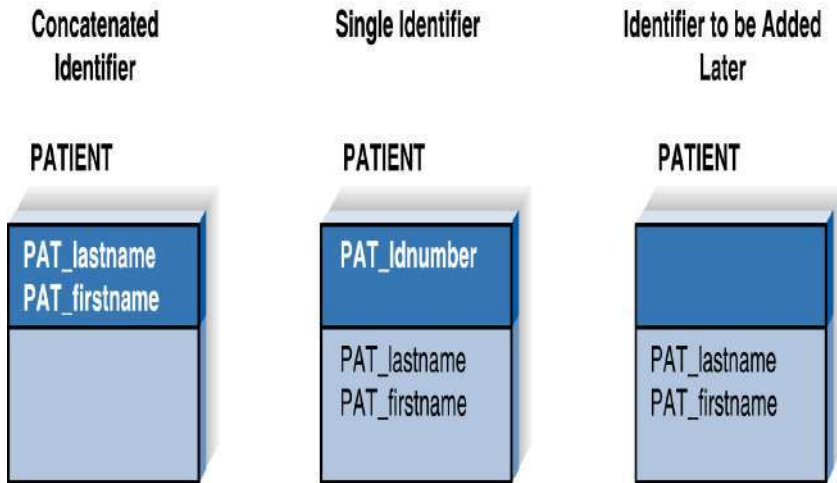 Concatenated
Identifier
Single Identifier
Identifier to be Added
Later
PATIENT
PAT_lastname
PAT_firstname
PATIENT
PAT_Idnumber
PAT_lastname
PAT_firstname
PATIENT
PAT_lastname
PAT_firstname